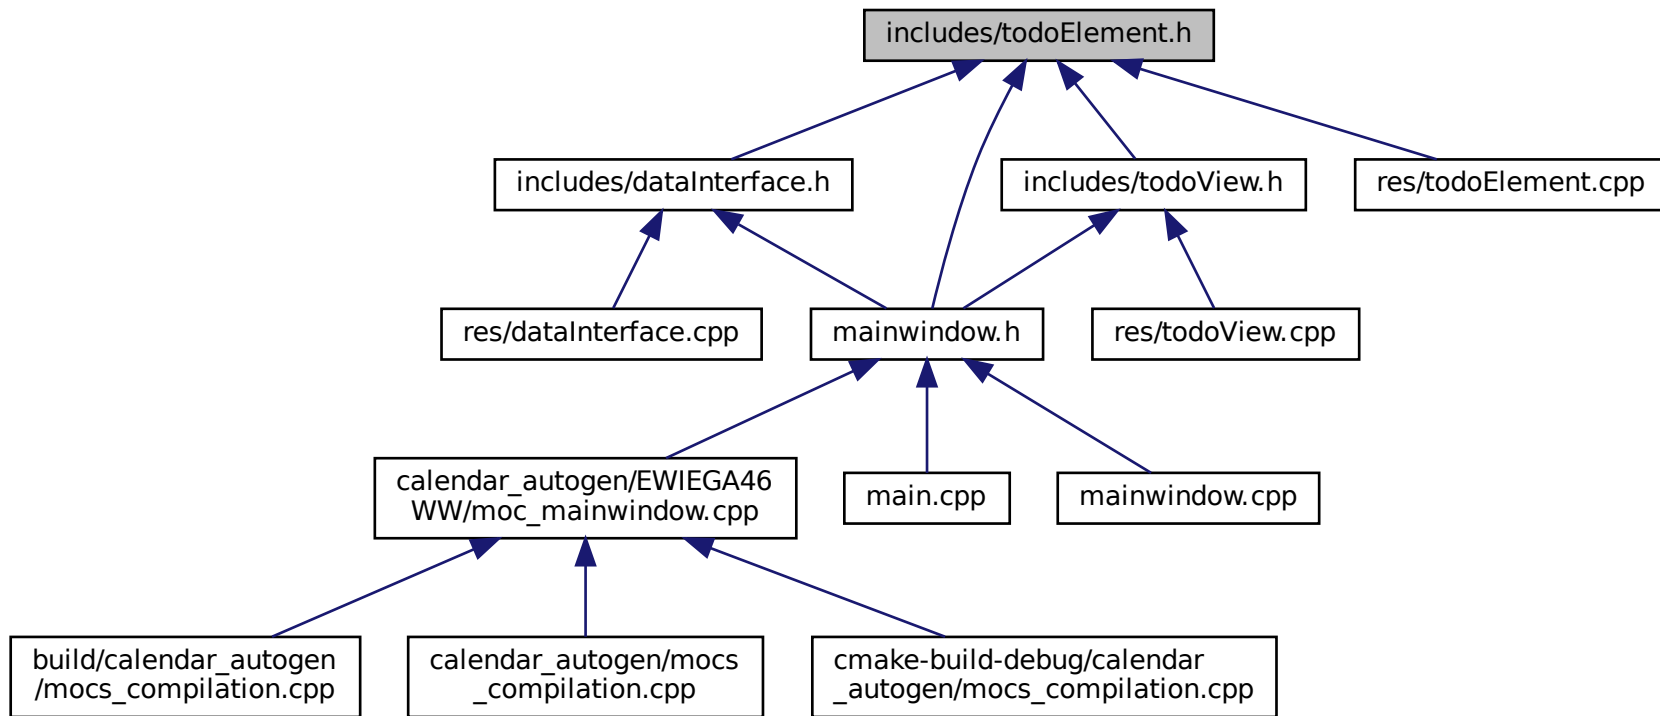 includes/todoElement.h
includes/dataInterface.h
includes/todoView.h
res/todoElement.cpp
res/dataInterface.cpp
mainwindow.h
res/todoView.cpp
calendar_autogen/EWIEGA46
WW/moc_mainwindow.cpp
main.cpp
mainwindow.cpp
build/calendar_autogen
/mocs_compilation.cpp
calendar_autogen/mocs
_compilation.cpp
cmake-build-debug/calendar
_autogen/mocs_compilation.cpp